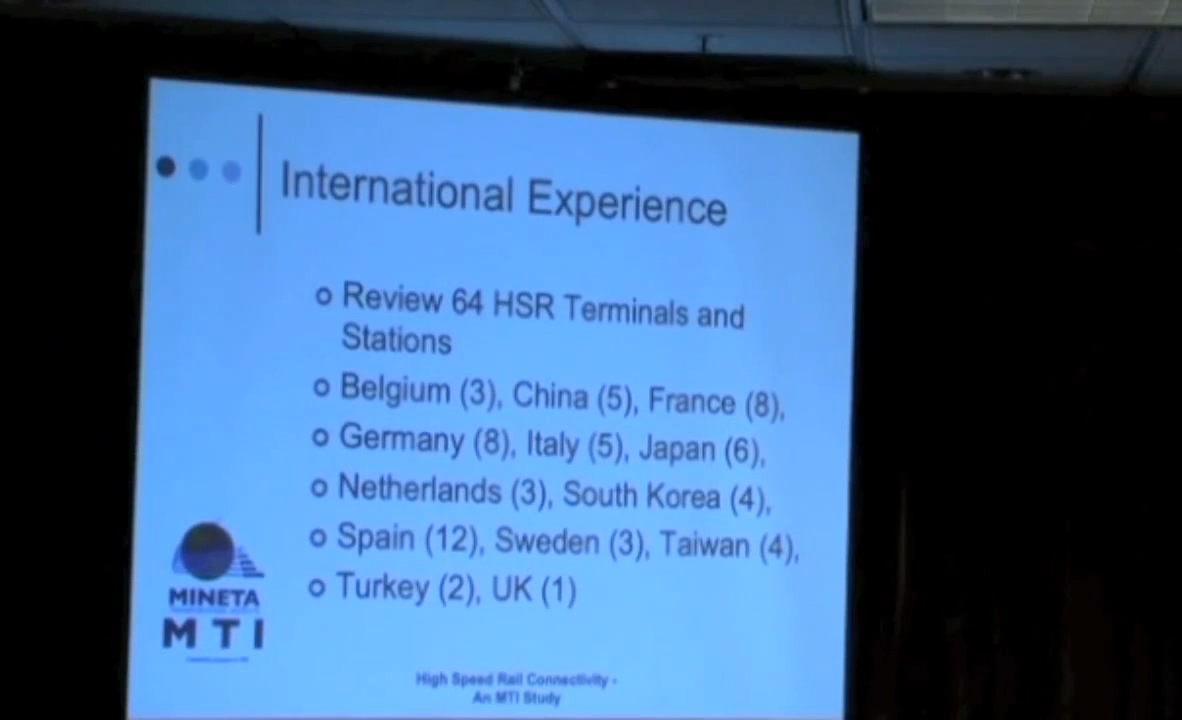 International Experience
Review 64 HSR Terminals and
Stations
Belgium (3), China (5), France (8),
Germany (8), Italy (5), Japan (6),
Netherlands (3), South Korea (4),
Spain (12), Sweden (3), Taiwan (4),
Turkey (2), UK (1)
MINETA
MTI
High Speed Rail Connectivity -
An MTI Study